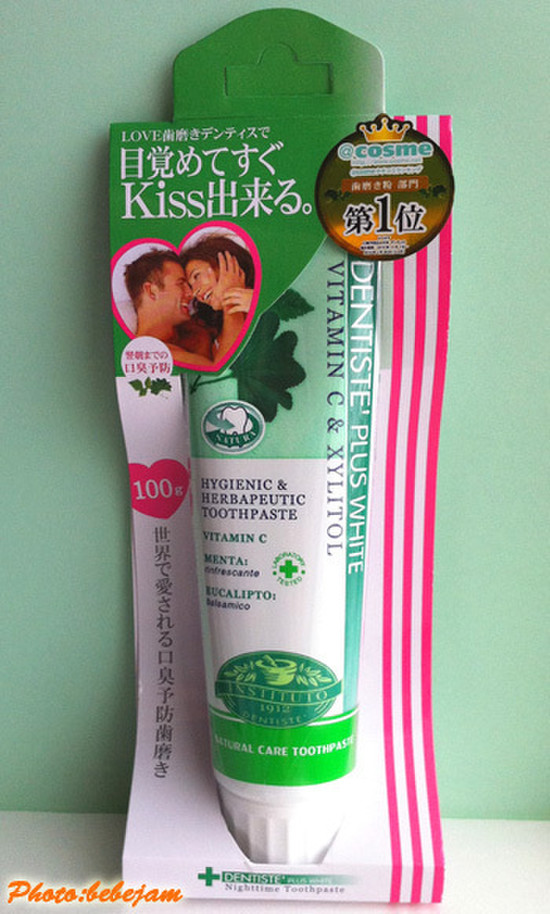 LOVE歯磨きデンティスで
目覚めてすぐ
Kiss出来る。
@cosme
歯磨き粉 部門
第1位
翌朝までの
口臭予防
100g
世界で愛される口臭予防歯磨き
DENTISTE' PLUS WHITE
VITAMIN C & XYLITOL
NATURA
HYGIENIC &
HERBAPEUTIC
TOOTHPASTE
VITAMIN C
MENTA:
rinfrescante
EUCALIPTO:
balsamico
LABORATORY
TESTED
INSTITUTO
1912
DENTISTE'
NATURAL CARE TOOTHPASTE
DENTISTE' PLUS WHITE
Nighttime Toothpaste
Photo:bebejam